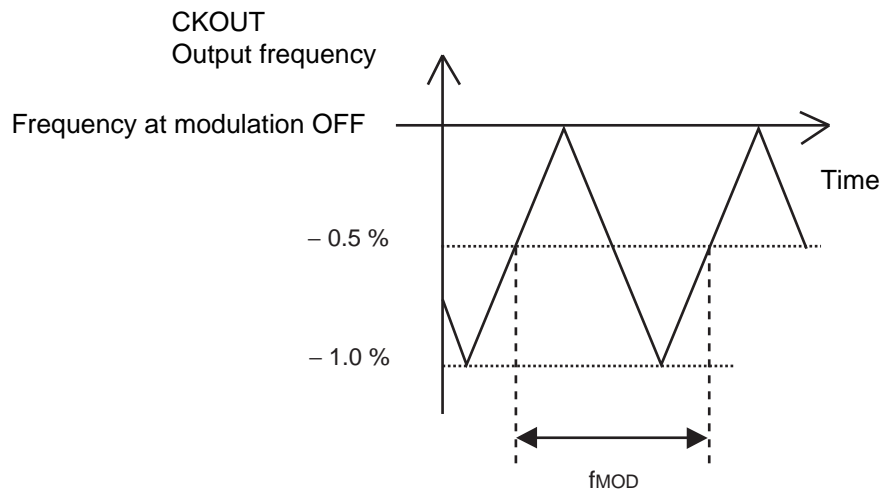 CKOUT
Output frequency
Frequency at modulation OFF
Time
– 0.5 %
– 1.0 %
fMOD